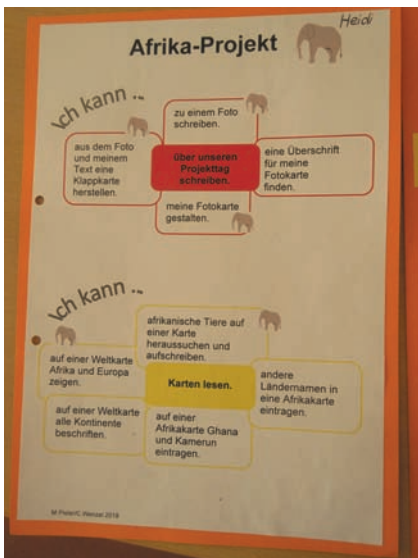 Heidi
Afrika-Projekt
Ich kann...
zu einem Foto
schreiben.
aus dem Foto
und meinem
Text eine
Klappkarte
herstellen.
über unseren
Projekttag
schreiben.
eine Überschrift
für meine
Fotokarte
finden.
meine Fotokarte
gestalten.
Ich kann...
afrikanische Tiere auf
einer Karte
heraussuchen und
aufschreiben.
auf einer Weltkarte
Afrika und Europa
zeigen.
Karten lesen.
andere
Ländernamen in
eine Afrikakarte
eintragen.
auf einer Weltkarte
alle Kontinente
beschriften.
auf einer
Afrikakarte Ghana
und Kamerun
eintragen.